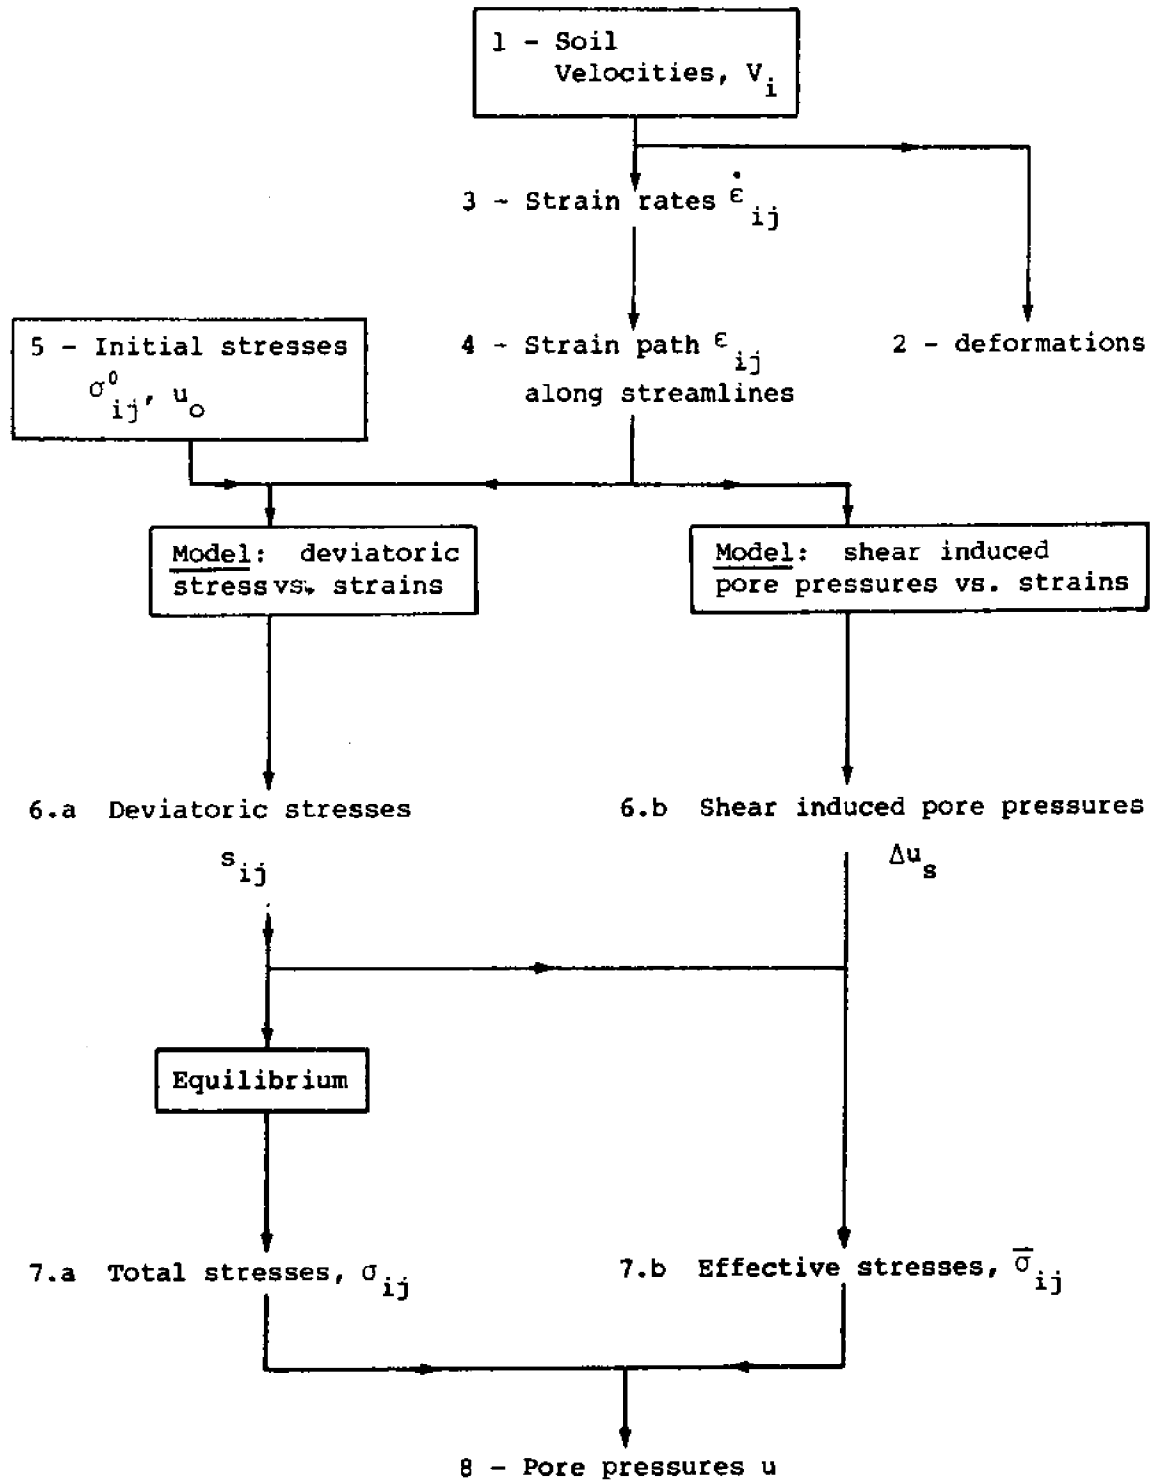 1 - Soil
Velocities, V_i
3 - Strain rates ε̇_ij
5 - Initial stresses
σ⁰_ij, u_o
4 - Strain path ε_ij
along streamlines
2 - deformations
Model: deviatoric
stress vs. strains
Model: shear induced
pore pressures vs. strains
6.a Deviatoric stresses
s_ij
6.b Shear induced pore pressures
Δu_s
Equilibrium
7.a Total stresses, σ_ij
7.b Effective stresses, σ̄_ij
8 - Pore pressures u